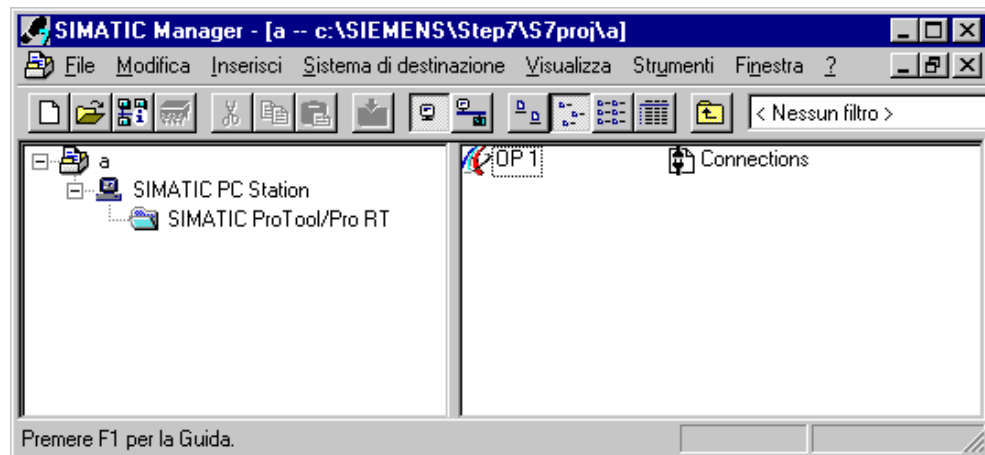 SIMATIC Manager - [a -- c:\SIEMENS\Step7\S7proj\a]
File Modifica Inserisci Sistema di destinazione Visualizza Strumenti Finestra ?
< Nessun filtro >
a
SIMATIC PC Station
SIMATIC ProTool/Pro RT
OP 1
Connections
Premere F1 per la Guida.